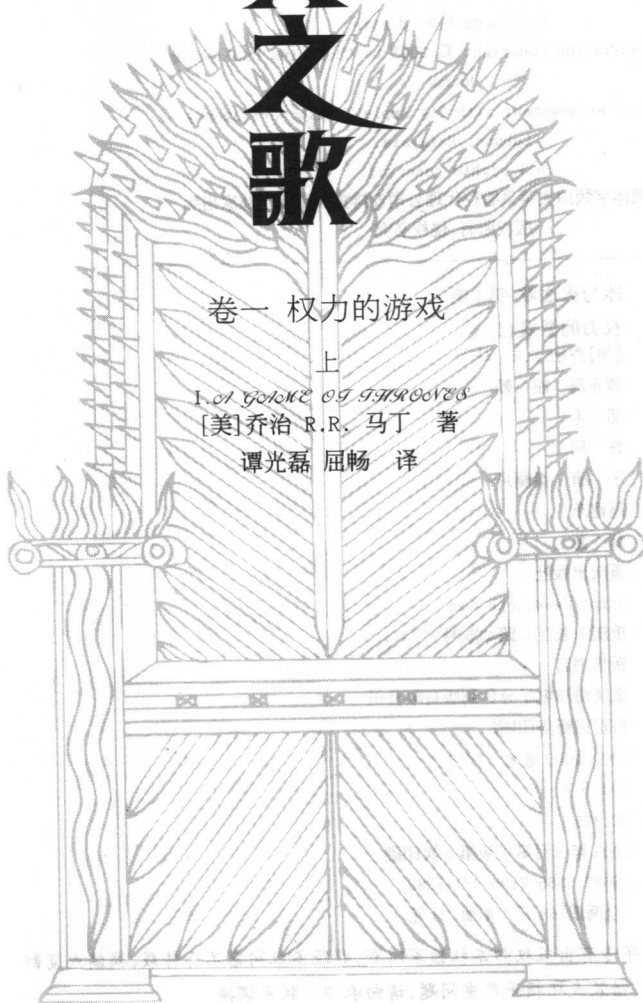 之
歌
卷一 权力的游戏
上
I.A GAME OF THRONES
[美]乔治 R.R. 马丁 著
谭光磊 屈畅 译